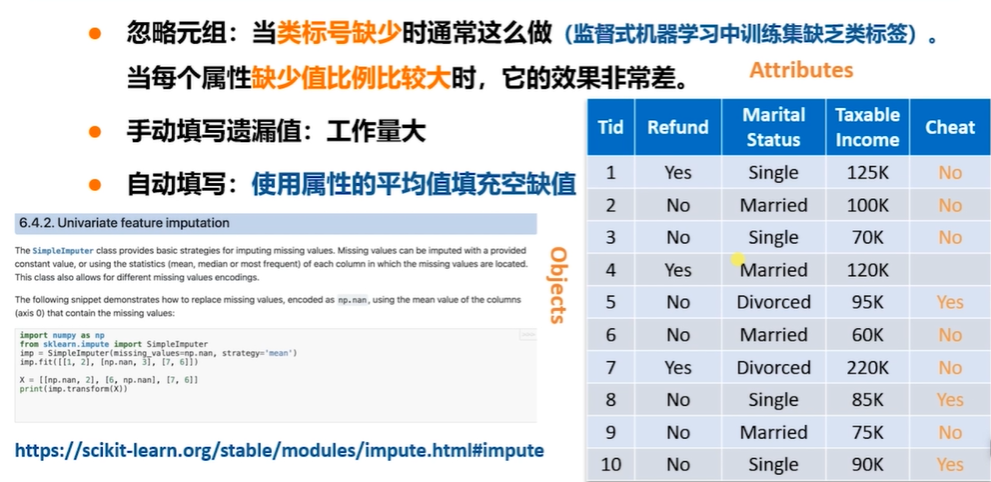 忽略元组：当类标号缺少时通常这么做（监督式机器学习中训练集缺乏类标签）。
当每个属性缺少值比例比较大时，它的效果非常差。
手动填写遗漏值：工作量大
自动填写：使用属性的平均值填充空缺值
6.4.2. Univariate feature imputation
The SimpleImputer class provides basic strategies for imputing missing values. Missing values can be imputed with a provided
constant value, or using the statistics (mean, median or most frequent) of each column in which the missing values are located.
This class also allows for different missing values encodings.
The following snippet demonstrates how to replace missing values, encoded as np.nan, using the mean value of the columns
(axis 0) that contain the missing values:
import numpy as np
from sklearn.impute import SimpleImputer
imp = SimpleImputer(missing_values=np.nan, strategy='mean')
imp.fit([[1, 2], [np.nan, 3], [7, 6]])
X = [[np.nan, 2], [6, np.nan], [7, 6]]
print(imp.transform(X))
https://scikit-learn.org/stable/modules/impute.html#impute
Attributes
Objects
Tid Refund Marital Status Taxable Income Cheat
1 Yes Single 125K No
2 No Married 100K No
3 No Single 70K No
4 Yes Married 120K
5 No Divorced 95K Yes
6 No Married 60K No
7 Yes Divorced 220K No
8 No Single 85K Yes
9 No Married 75K No
10 No Single 90K Yes